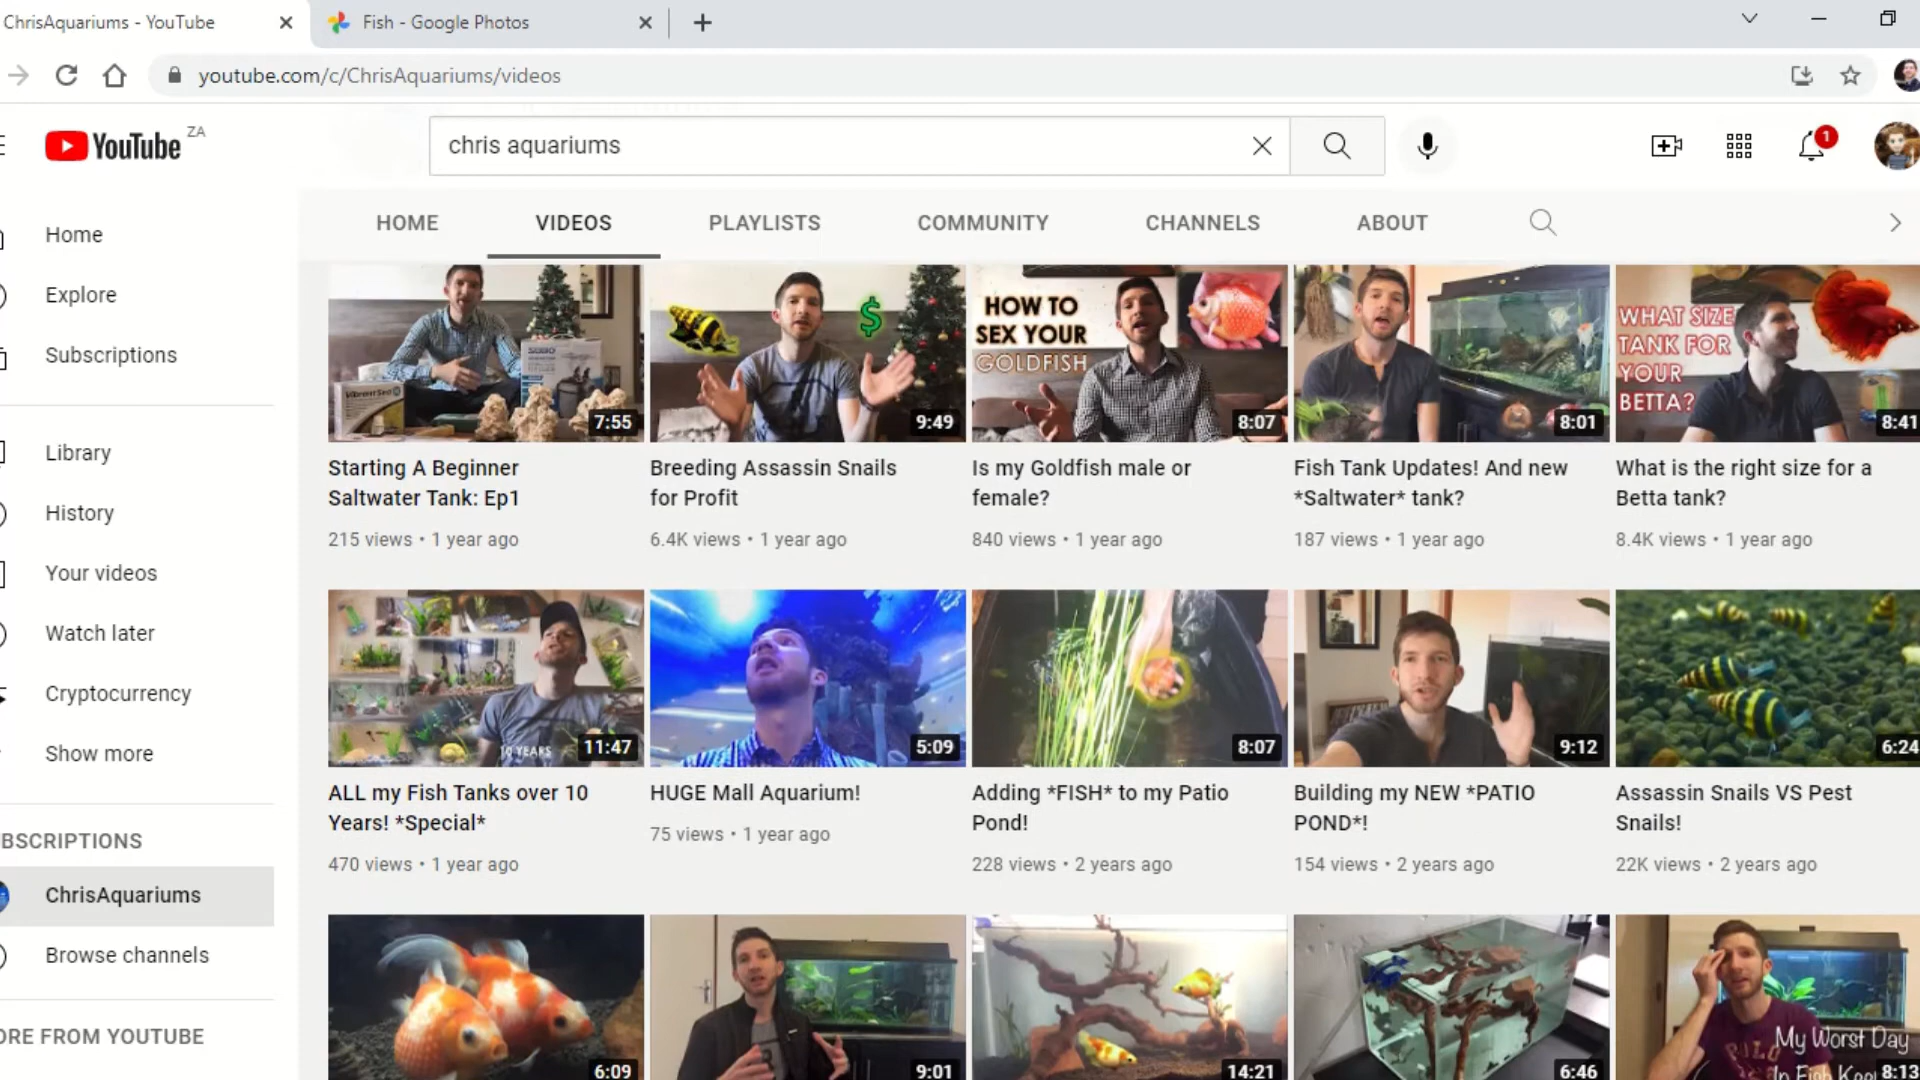 ChrisAquariums - YouTube
Fish - Google Photos
youtube.com/c/ChrisAquariums/videos
YouTube ZA
chris aquariums
1
HOME VIDEOS PLAYLISTS COMMUNITY CHANNELS ABOUT
Home
Explore
Subscriptions
Library
History
Your videos
Watch later
Cryptocurrency
Show more
BSCRIPTIONS
ChrisAquariums
Browse channels
ORE FROM YOUTUBE
7:55
Starting A Beginner
Saltwater Tank: Ep1
215 views • 1 year ago
$
9:49
Breeding Assassin Snails
for Profit
6.4K views • 1 year ago
HOW TO
SEX YOUR
GOLDFISH
8:07
Is my Goldfish male or
female?
840 views • 1 year ago
8:01
Fish Tank Updates! And new
*Saltwater* tank?
187 views • 1 year ago
WHAT SIZE
TANK FOR
YOUR
BETTA?
8:41
What is the right size for a
Betta tank?
8.4K views • 1 year ago
10 YEARS
11:47
ALL my Fish Tanks over 10
Years! *Special*
470 views • 1 year ago
5:09
HUGE Mall Aquarium!
75 views • 1 year ago
8:07
Adding *FISH* to my Patio
Pond!
228 views • 2 years ago
9:12
Building my NEW *PATIO
POND*!
154 views • 2 years ago
6:24
Assassin Snails VS Pest
Snails!
22K views • 2 years ago
6:09
9:01
14:21
6:46
My Worst Day
In Fish Kee
8:13